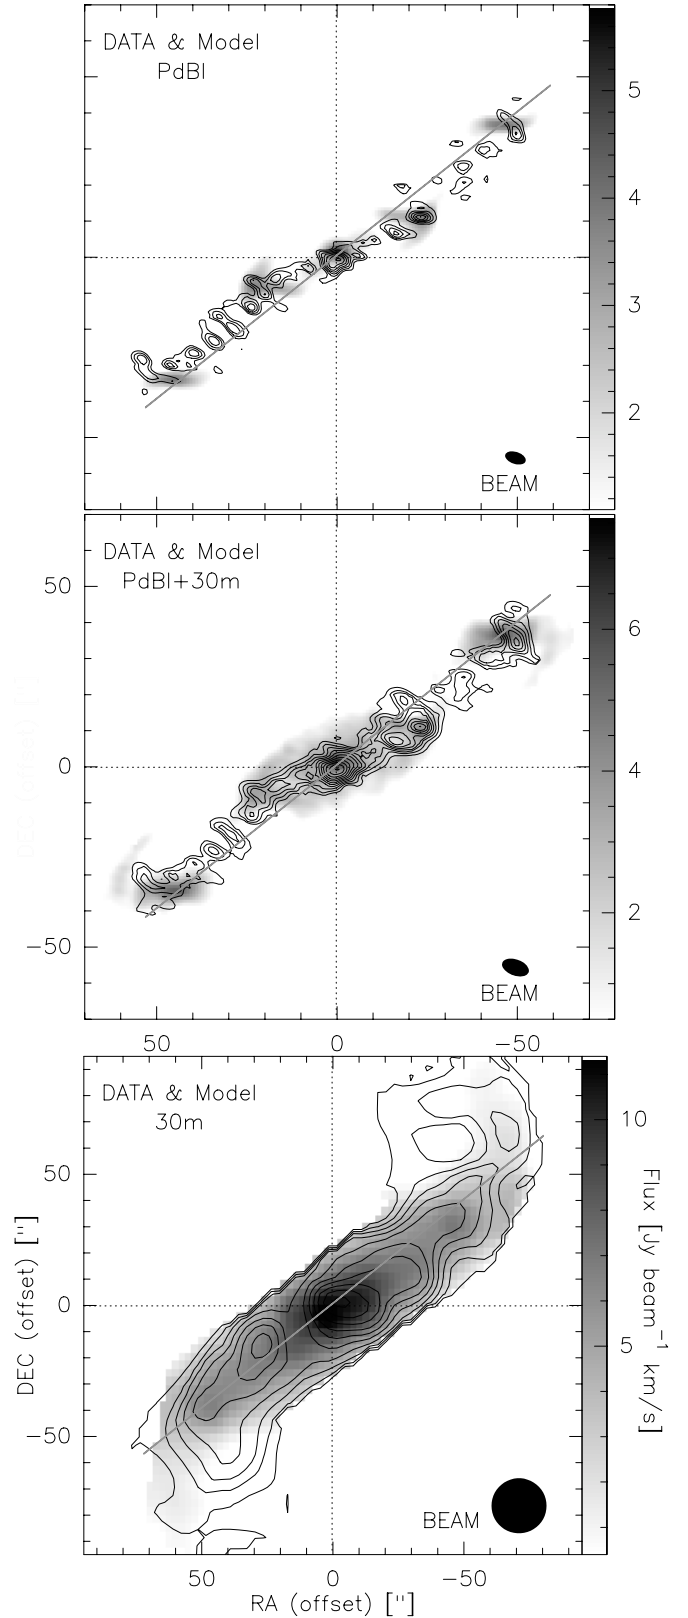 DATA & Model
PdBI
5
4
3
2
BEAM
DATA & Model
PdBI+30m
50
0
−50
6
4
2
DEC (offset) ["]
BEAM
50 0 −50
DATA & Model
30m
50
0
−50
10
5
DEC (offset) ["]
Flux [Jy beam⁻¹ km/s]
BEAM
50 0 −50
RA (offset) ["]